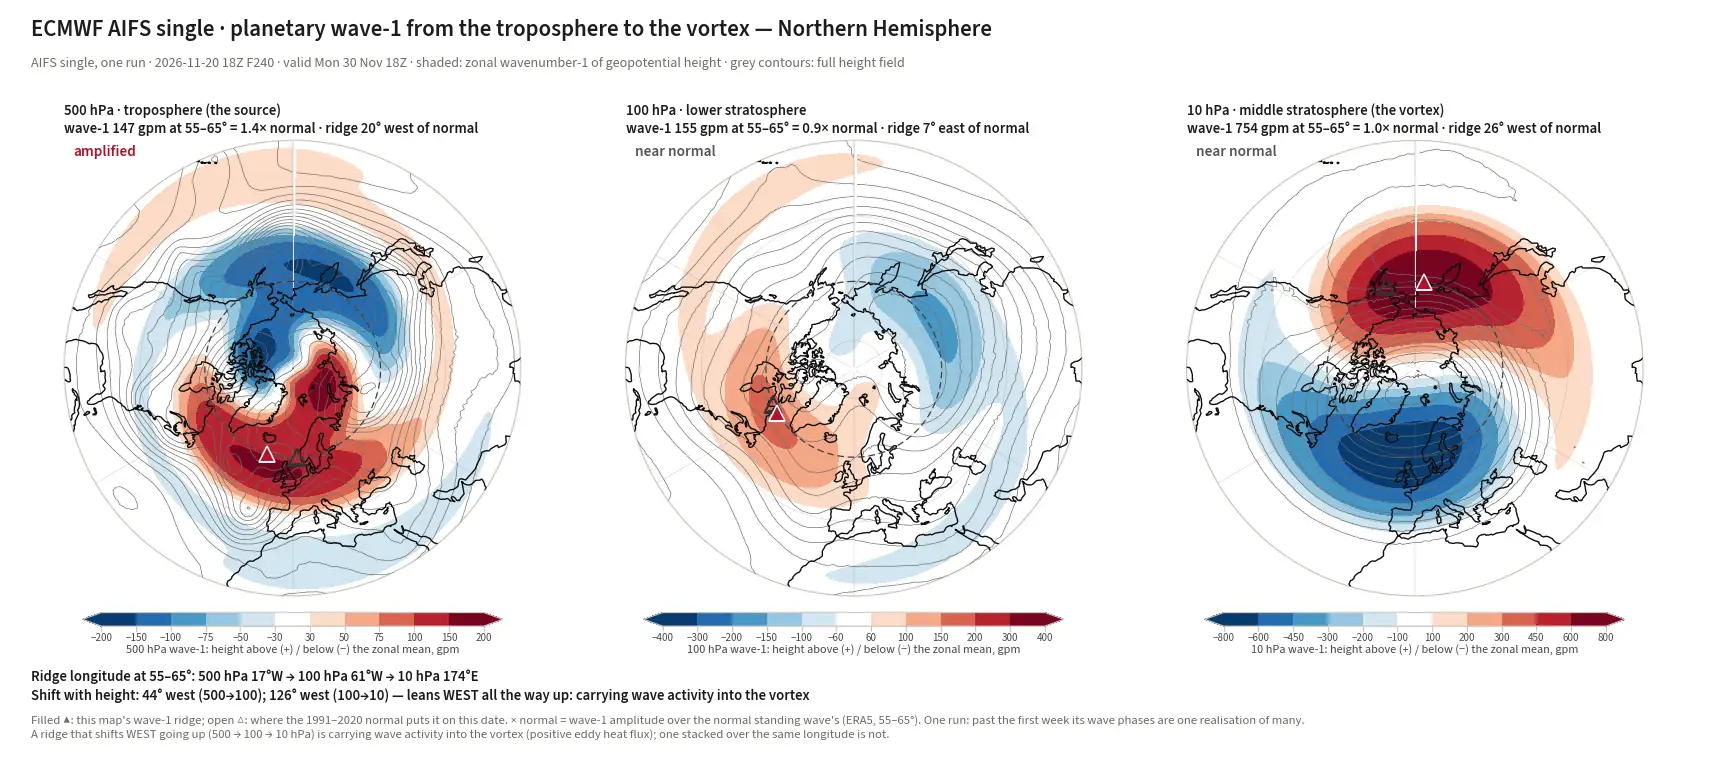 ECMWF AIFS single · planetary wave-1 from the troposphere to the vortex — Northern Hemisphere
AIFS single, one run · 2026-11-20 18Z F240 · valid Mon 30 Nov 18Z · shaded: zonal wavenumber-1 of geopotential height · grey contours: full height field
500 hPa · troposphere (the source)
wave-1 147 gpm at 55–65° = 1.4× normal · ridge 20° west of normal
amplified
100 hPa · lower stratosphere
wave-1 155 gpm at 55–65° = 0.9× normal · ridge 7° east of normal
near normal
10 hPa · middle stratosphere (the vortex)
wave-1 754 gpm at 55–65° = 1.0× normal · ridge 26° west of normal
near normal
−200 −150 −100 −75 −50 −30 30 50 75 100 150 200
500 hPa wave-1: height above (+) / below (−) the zonal mean, gpm
−400 −300 −200 −150 −100 −60 60 100 150 200 300 400
100 hPa wave-1: height above (+) / below (−) the zonal mean, gpm
−800 −600 −450 −300 −200 −100 100 200 300 450 600 800
10 hPa wave-1: height above (+) / below (−) the zonal mean, gpm
Ridge longitude at 55–65°: 500 hPa 17°W → 100 hPa 61°W → 10 hPa 174°E
Shift with height: 44° west (500→100); 126° west (100→10) — leans WEST all the way up: carrying wave activity into the vortex
Filled ▲: this map's wave-1 ridge; open △: where the 1991–2020 normal puts it on this date. × normal = wave-1 amplitude over the normal standing wave's (ERA5, 55–65°). One run: past the first week its wave phases are one realisation of many.
A ridge that shifts WEST going up (500 → 100 → 10 hPa) is carrying wave activity into the vortex (positive eddy heat flux); one stacked over the same longitude is not.